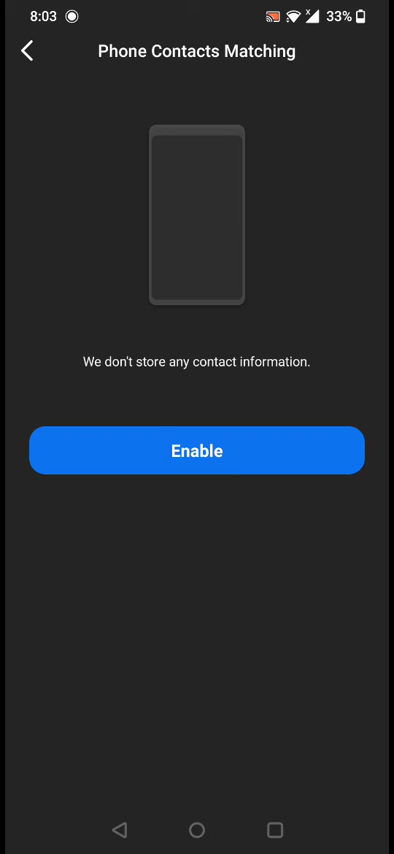 8:03 33%
Phone Contacts Matching
We don't store any contact information.
Enable